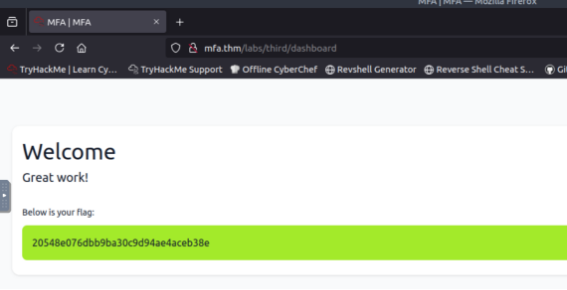 MFA | MFA — Mozilla Firefox
MFA | MFA
mfa.thm/labs/third/dashboard
TryHackMe | Learn Cy... TryHackMe Support Offline CyberChef Revshell Generator Reverse Shell Cheat S...
Welcome
Great work!
Below is your flag:
20548e076dbb9ba30c9d94ae4aceb38e